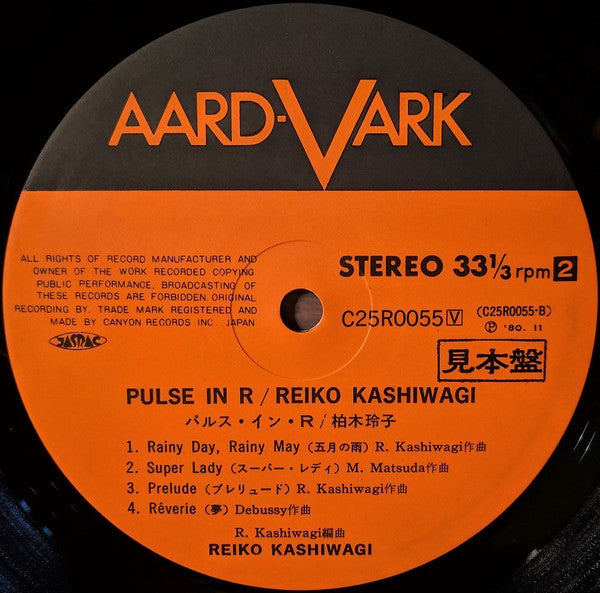 AARD-VARK
ALL RIGHTS OF RECORD MANUFACTURER AND
OWNER OF THE WORK RECORDED COPYING
PUBLIC PERFORMANCE, BROADCASTING OF
THESE RECORDS ARE FORBIDDEN. ORIGINAL
RECORDING BY. TRADE MARK REGISTERED AND
MADE BY CANYON RECORDS INC., JAPAN
JASRAC
STEREO 33 1/3 rpm 2
C25R0055 V (C25R0055-B)
Ⓟ '80. 11
見本盤
PULSE IN R / REIKO KASHIWAGI
パルス・イン・R / 柏木玲子
1. Rainy Day, Rainy May (五月の雨) R. Kashiwagi作曲
2. Super Lady (スーパー・レディ) M. Matsuda作曲
3. Prelude (プレリュード) R. Kashiwagi作曲
4. Rêverie (夢) Debussy作曲
R. Kashiwagi編曲
REIKO KASHIWAGI